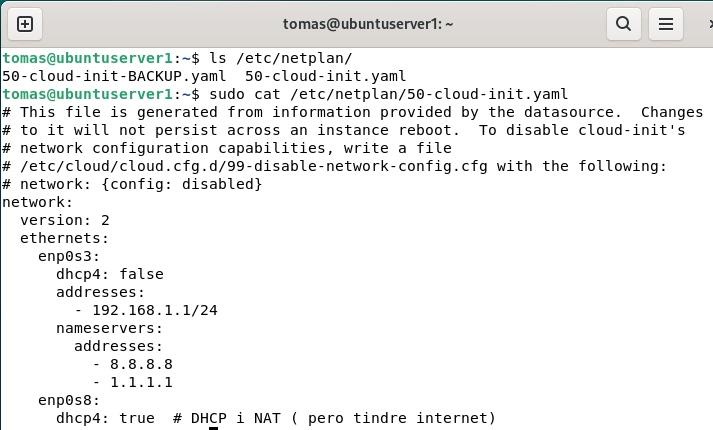 tomas@ubuntuserver1: ~
tomas@ubuntuserver1:~$ ls /etc/netplan/
50-cloud-init-BACKUP.yaml  50-cloud-init.yaml
tomas@ubuntuserver1:~$ sudo cat /etc/netplan/50-cloud-init.yaml
# This file is generated from information provided by the datasource.  Changes
# to it will not persist across an instance reboot.  To disable cloud-init's
# network configuration capabilities, write a file
# /etc/cloud/cloud.cfg.d/99-disable-network-config.cfg with the following:
# network: {config: disabled}
network:
  version: 2
  ethernets:
    enp0s3:
      dhcp4: false
      addresses:
        - 192.168.1.1/24
      nameservers:
        addresses:
          - 8.8.8.8
          - 1.1.1.1
    enp0s8:
      dhcp4: true  # DHCP i NAT ( pero tindre internet)